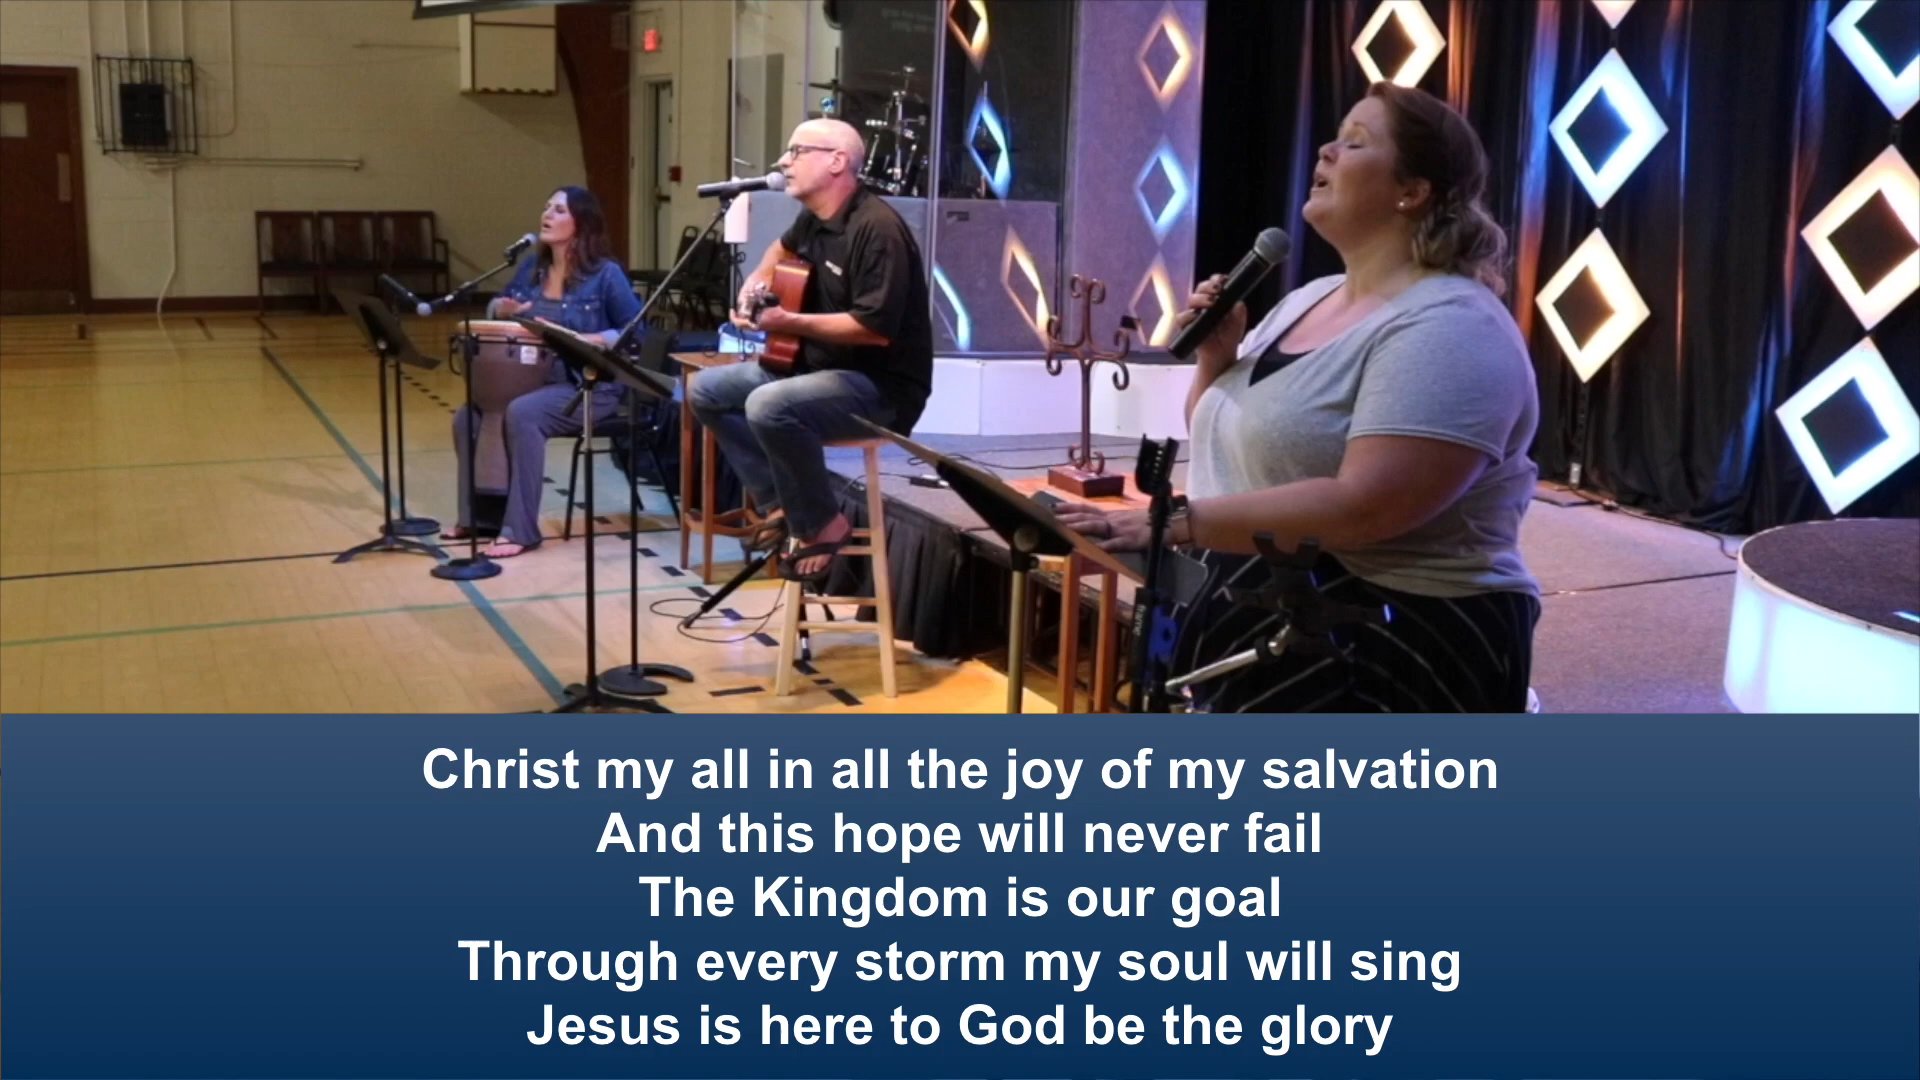 Christ my all in all the joy of my salvation
And this hope will never fail
The Kingdom is our goal
Through every storm my soul will sing
Jesus is here to God be the glory